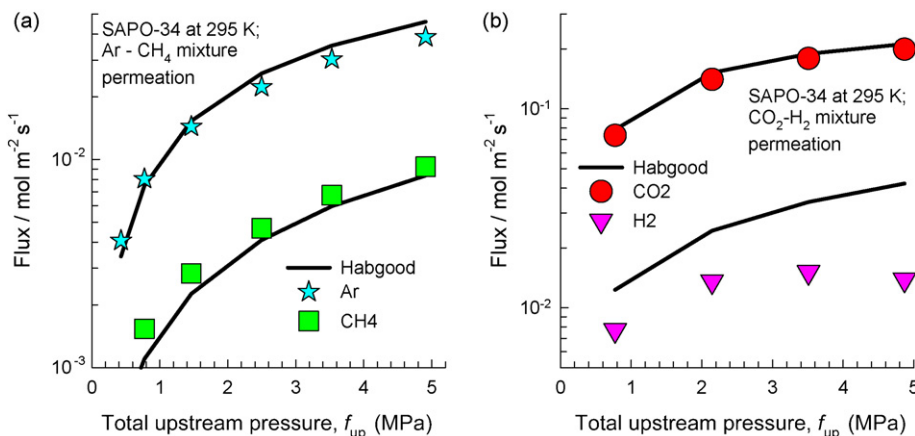 (a)
SAPO-34 at 295 K;
Ar - CH₄ mixture
permeation
Flux / mol m⁻² s⁻¹
10⁻²
10⁻³
Habgood
Ar
CH4
0 1 2 3 4 5
Total upstream pressure, f_up (MPa)
(b)
10⁻¹
10⁻²
Flux / mol m⁻² s⁻¹
SAPO-34 at 295 K;
CO₂-H₂ mixture
permeation
Habgood
CO2
H2
0 1 2 3 4 5
Total upstream pressure, f_up (MPa)